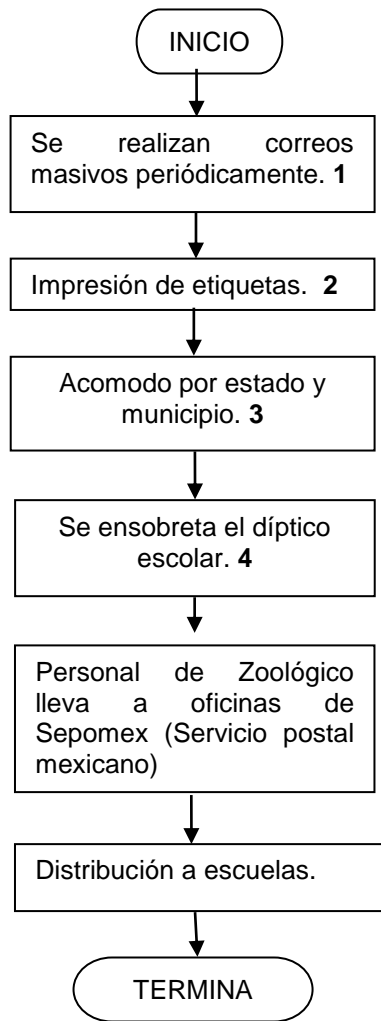 INICIO
Se realizan correos
masivos periódicamente. 1
Impresión de etiquetas. 2
Acomodo por estado y
municipio. 3
Se ensobreta el díptico
escolar. 4
Personal de Zoológico
lleva a oficinas de
Sepomex (Servicio postal
mexicano)
Distribución a escuelas.
TERMINA